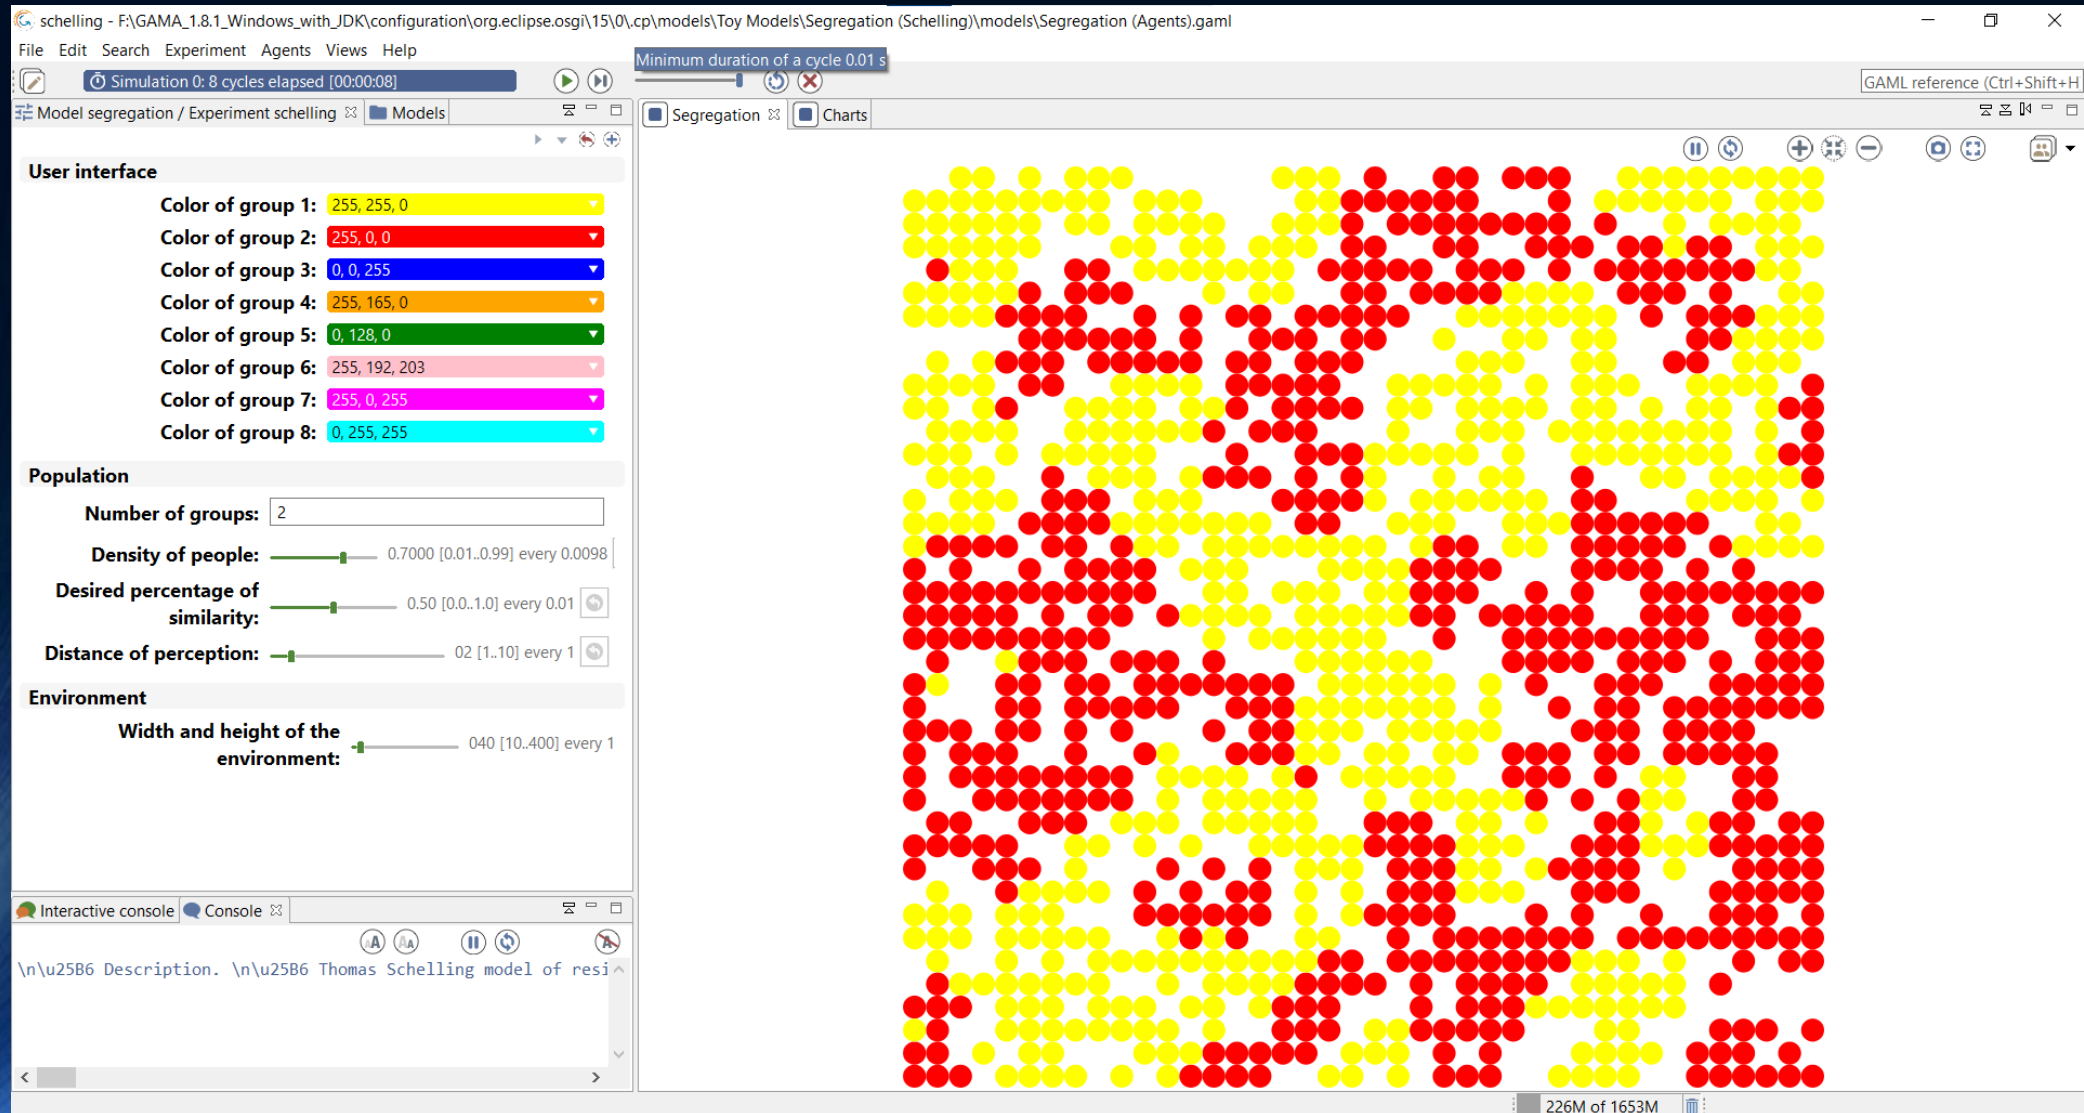 schelling - F:\GAMA_1.8.1_Windows_with_JDK\configuration\org.eclipse.osgi\15\0\.cp\models\Toy Models\Segregation (Schelling)\models\Segregation (Agents).gaml
File Edit Search Experiment Agents Views Help
Minimum duration of a cycle 0.01 s
Simulation 0: 8 cycles elapsed [00:00:08]
GAML reference (Ctrl+Shift+H
Model segregation / Experiment schelling Models
Segregation Charts
User interface
Color of group 1: 255, 255, 0
Color of group 2: 255, 0, 0
Color of group 3: 0, 0, 255
Color of group 4: 255, 165, 0
Color of group 5: 0, 128, 0
Color of group 6: 255, 192, 203
Color of group 7: 255, 0, 255
Color of group 8: 0, 255, 255
Population
Number of groups: 2
Density of people: 0.7000 [0.01..0.99] every 0.0098
Desired percentage of
similarity: 0.50 [0.0..1.0] every 0.01
Distance of perception: 02 [1..10] every 1
Environment
Width and height of the
environment: 040 [10..400] every 1
Interactive console Console
\n\u25B6 Description. \n\u25B6 Thomas Schelling model of resi
226M of 1653M